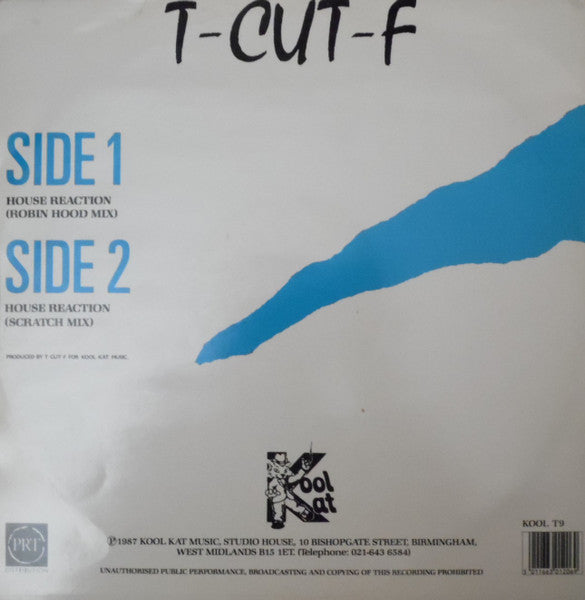 T-CUT-F
SIDE 1
HOUSE REACTION
(ROBIN HOOD MIX)
SIDE 2
HOUSE REACTION
(SCRATCH MIX)
PRODUCED BY T CUT F FOR KOOL KAT MUSIC.
Kool
Kat
KOOL T9
PRT
DISTRIBUTION
℗1987 KOOL KAT MUSIC, STUDIO HOUSE, 10 BISHOPGATE STREET, BIRMINGHAM,
WEST MIDLANDS B15 1ET. (Telephone: 021-643 6584)
UNAUTHORISED PUBLIC PERFORMANCE, BROADCASTING AND COPYING OF THIS RECORDING PROHIBITED